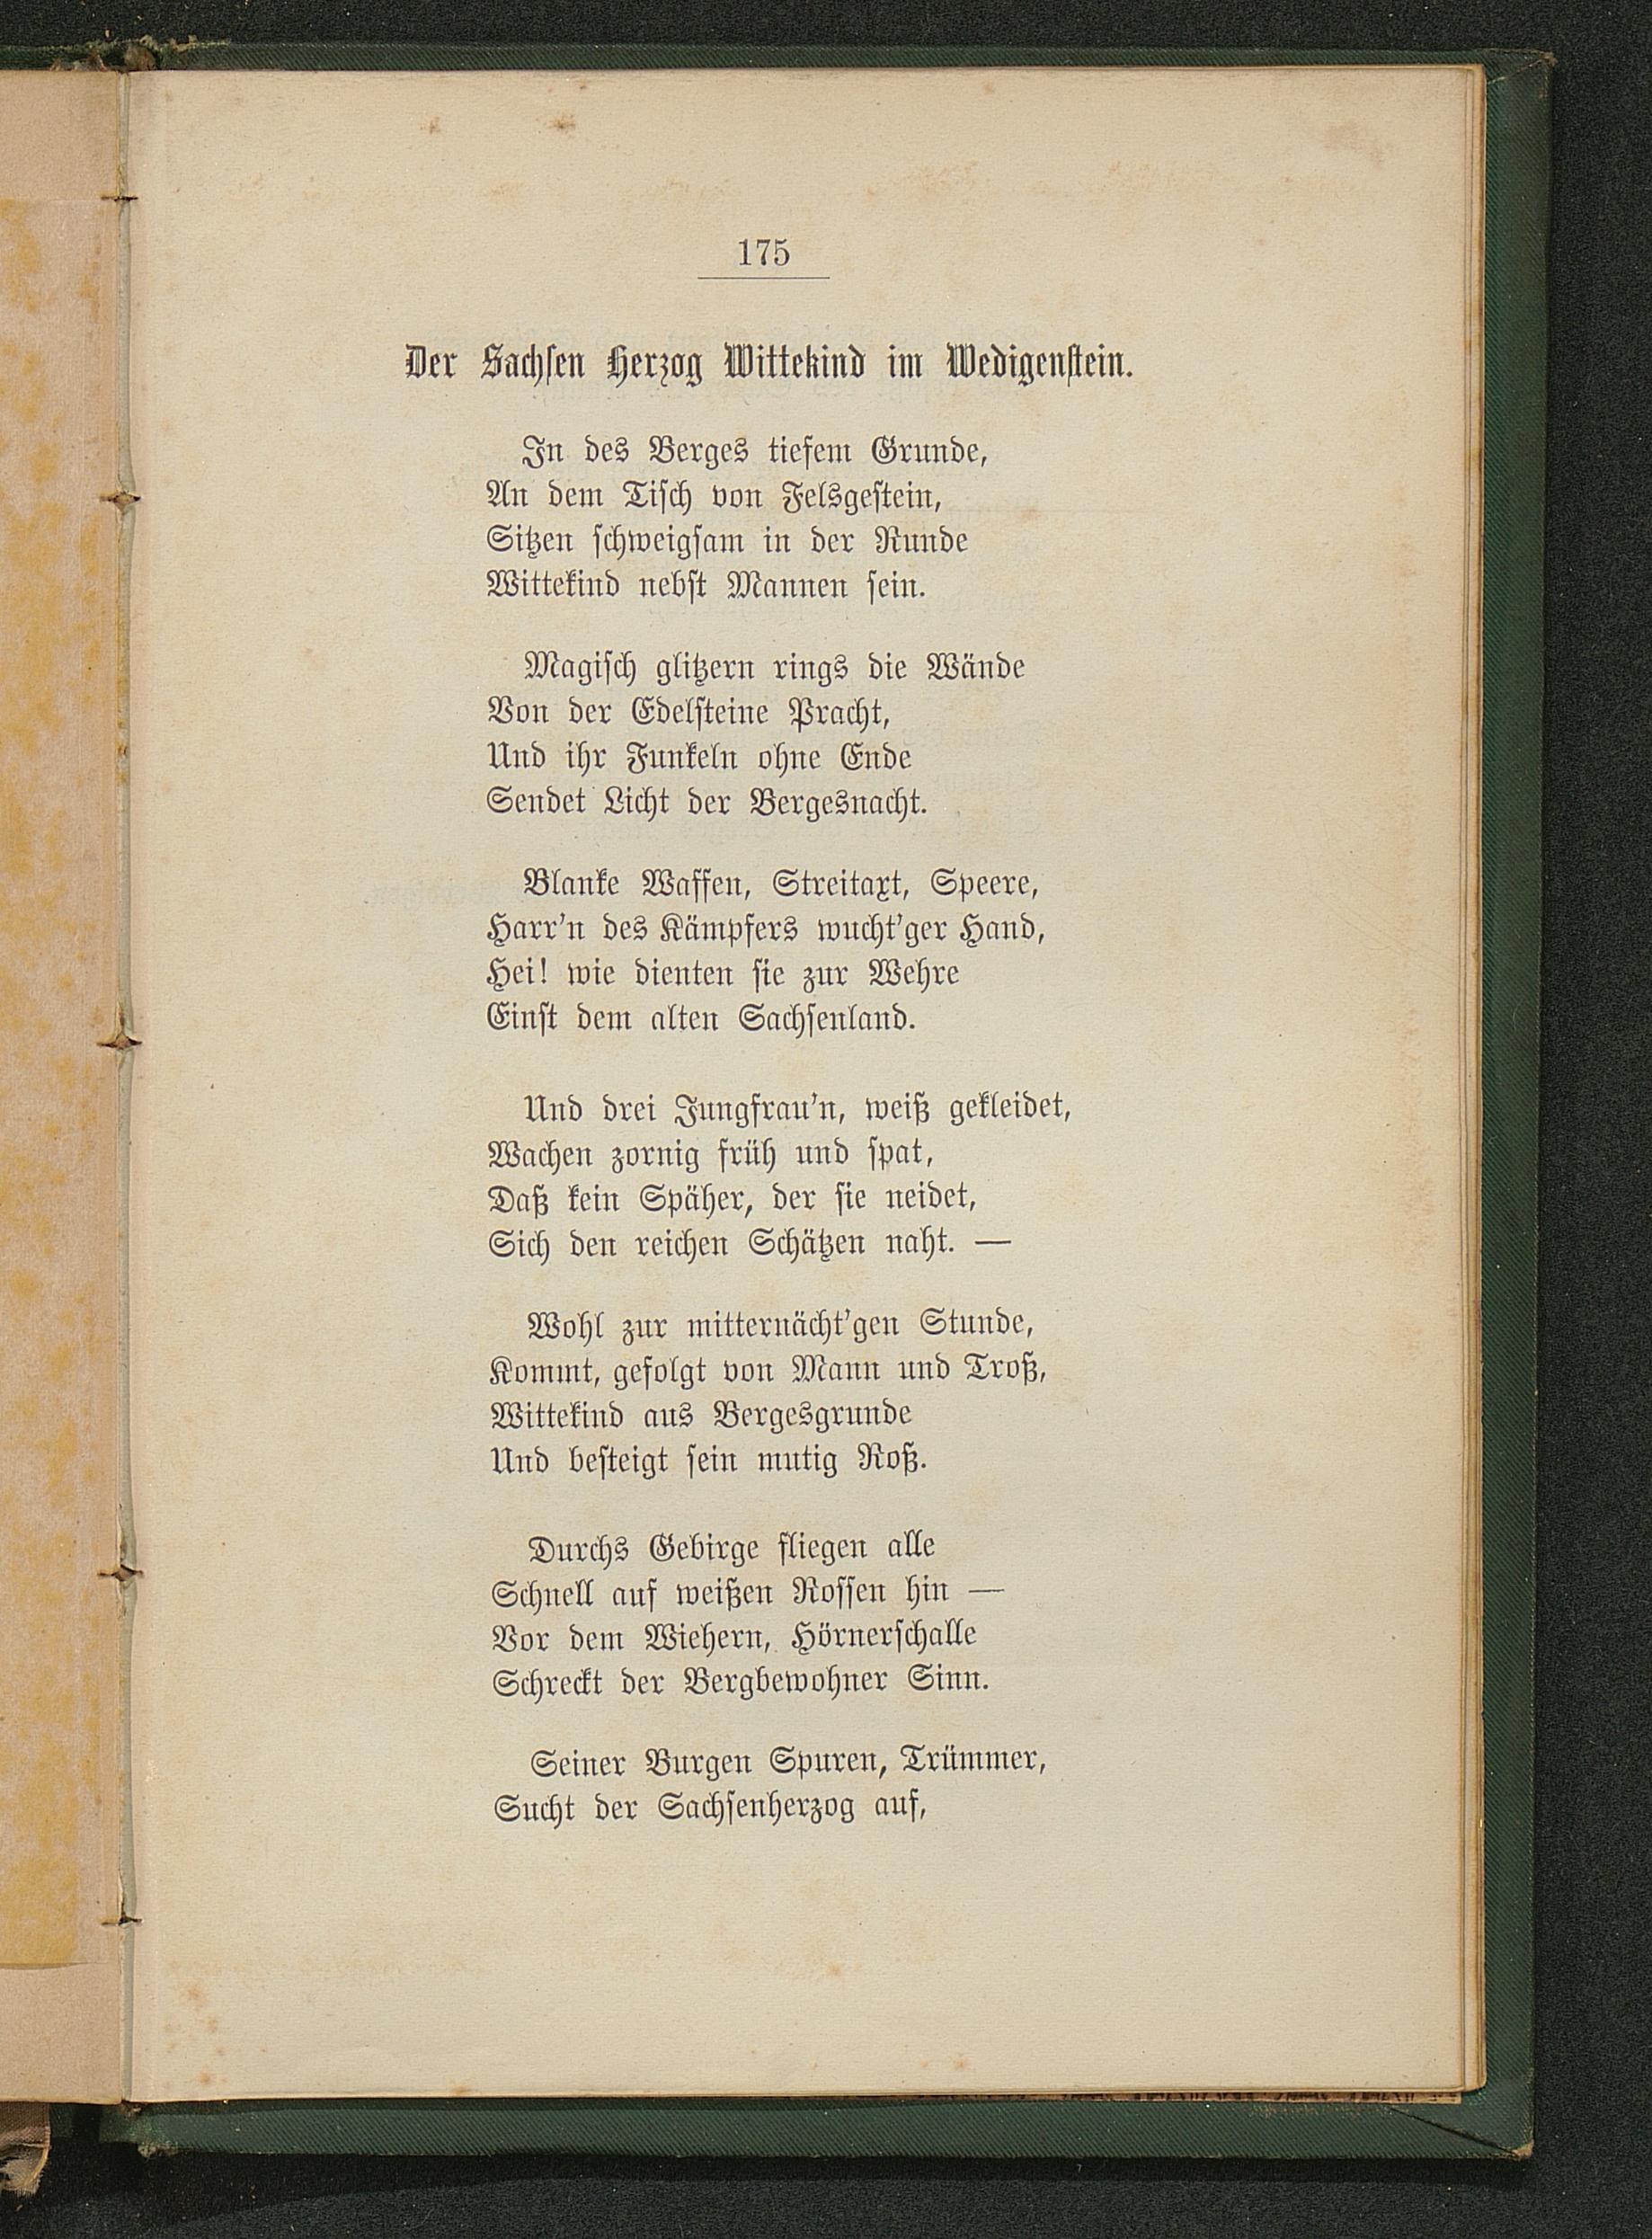 175
Der Sachsen Herzog Wittekind im Wedigenstein.
In des Berges tiefem Grunde,
An dem Tisch von Felsgestein,
Sitzen schweigsam in der Runde
Wittekind nebst Mannen sein.
Magisch glitzern rings die Wände
Von der Edelsteine Pracht,
Und ihr Funkeln ohne Ende
Sendet Licht der Bergesnacht.
Blanke Waffen, Streitaxt, Speere,
Harr'n des Kämpfers wucht'ger Hand,
Hei! wie dienten sie zur Wehre
Einst dem alten Sachsenland.
Und drei Jungfrau'n, weiß gekleidet,
Wachen zornig früh und spat,
Daß kein Späher, der sie neidet,
Sich den reichen Schätzen naht. —
Wohl zur mitternächt'gen Stunde,
Kommt, gefolgt von Mann und Troß,
Wittekind aus Bergesgrunde
Und besteigt sein mutig Roß.
Durchs Gebirge fliegen alle
Schnell auf weißen Rossen hin —
Vor dem Wiehern, Hörnerschalle
Schreckt der Bergbewohner Sinn.
Seiner Burgen Spuren, Trümmer,
Sucht der Sachsenherzog auf,